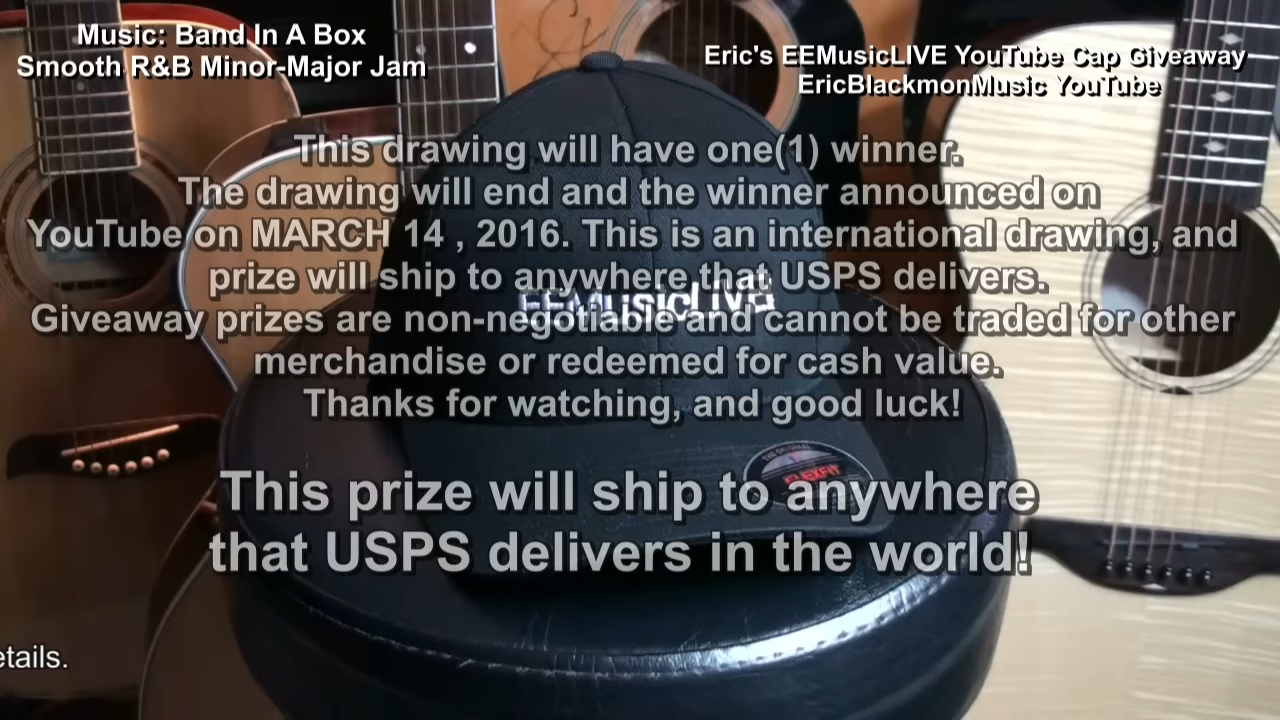 Music: Band In A Box
Smooth R&B Minor-Major Jam
Eric's EEMusicLIVE YouTube Cap Giveaway
EricBlackmonMusic YouTube
This drawing will have one(1) winner.
The drawing will end and the winner announced on
YouTube on MARCH 14 , 2016. This is an international drawing, and
prize will ship to anywhere that USPS delivers.
EEMusicLIVE
Giveaway prizes are non-negotiable and cannot be traded for other
merchandise or redeemed for cash value.
Thanks for watching, and good luck!
THE ORIGINAL
FLEXFIT
This prize will ship to anywhere
that USPS delivers in the world!
etails.